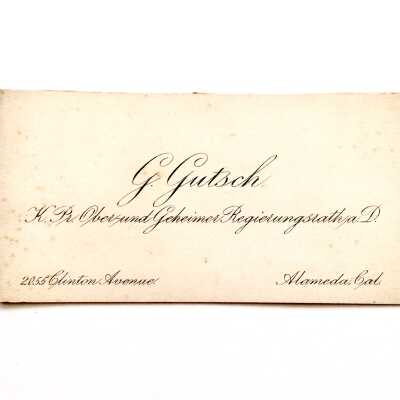 G. Gutsch.
K. Pr. Ober-und Geheimer Regierungsrath a. D.
2055 Clinton Avenue.
Alameda, Cal.